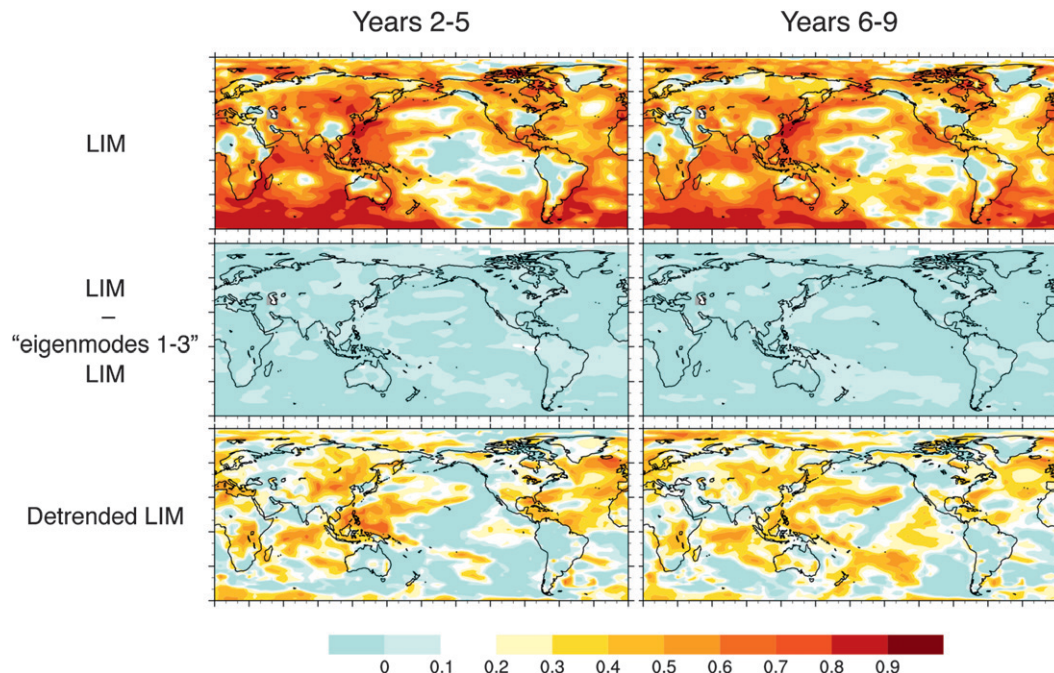 Years 2-5 Years 6-9
LIM
LIM
–
“eigenmodes 1-3”
LIM
Detrended LIM
0 0.1 0.2 0.3 0.4 0.5 0.6 0.7 0.8 0.9